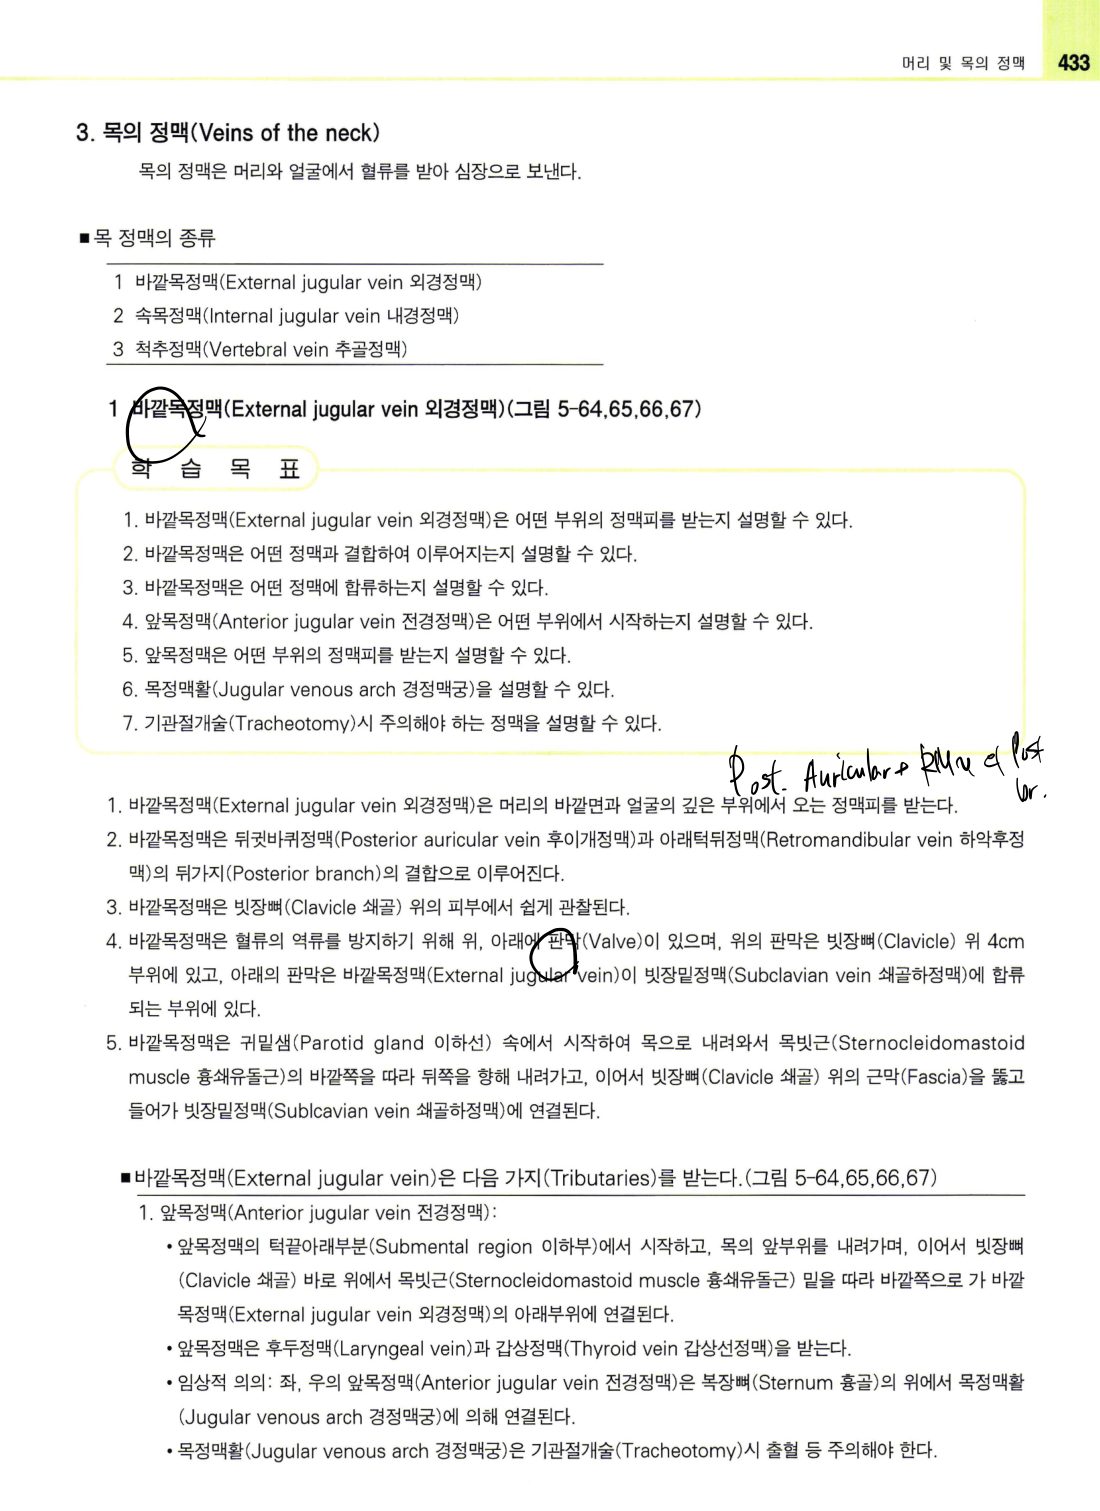 머리 및 목의 정맥 433
3. 목의 정맥(Veins of the neck)
목의 정맥은 머리와 얼굴에서 혈류를 받아 심장으로 보낸다.
■ 목 정맥의 종류
1 바깥목정맥(External jugular vein 외경정맥)
2 속목정맥(Internal jugular vein 내경정맥)
3 척추정맥(Vertebral vein 추골정맥)
1 바깥목정맥(External jugular vein 외경정맥)(그림 5-64,65,66,67)
학 습 목 표
1. 바깥목정맥(External jugular vein 외경정맥)은 어떤 부위의 정맥피를 받는지 설명할 수 있다.
2. 바깥목정맥은 어떤 정맥과 결합하여 이루어지는지 설명할 수 있다.
3. 바깥목정맥은 어떤 정맥에 합류하는지 설명할 수 있다.
4. 앞목정맥(Anterior jugular vein 전경정맥)은 어떤 부위에서 시작하는지 설명할 수 있다.
5. 앞목정맥은 어떤 부위의 정맥피를 받는지 설명할 수 있다.
6. 목정맥활(Jugular venous arch 경정맥궁)을 설명할 수 있다.
7. 기관절개술(Tracheotomy)시 주의해야 하는 정맥을 설명할 수 있다.
Post. Auricular + Post
br.
1. 바깥목정맥(External jugular vein 외경정맥)은 머리의 바깥면과 얼굴의 깊은 부위에서 오는 정맥피를 받는다.
2. 바깥목정맥은 뒤귓바퀴정맥(Posterior auricular vein 후이개정맥)과 아래턱뒤정맥(Retromandibular vein 하악후정
맥)의 뒤가지(Posterior branch)의 결합으로 이루어진다.
3. 바깥목정맥은 빗장뼈(Clavicle 쇄골) 위의 피부에서 쉽게 관찰된다.
4. 바깥목정맥은 혈류의 역류를 방지하기 위해 위, 아래에 판막(Valve)이 있으며, 위의 판막은 빗장뼈(Clavicle) 위 4cm
부위에 있고, 아래의 판막은 바깥목정맥(External jugular vein)이 빗장밑정맥(Subclavian vein 쇄골하정맥)에 합류
되는 부위에 있다.
5. 바깥목정맥은 귀밑샘(Parotid gland 이하선) 속에서 시작하여 목으로 내려와서 목빗근(Sternocleidomastoid
muscle 흉쇄유돌근)의 바깥쪽을 따라 뒤쪽을 향해 내려가고, 이어서 빗장뼈(Clavicle 쇄골) 위의 근막(Fascia)을 뚫고
들어가 빗장밑정맥(Sublcavian vein 쇄골하정맥)에 연결된다.
■ 바깥목정맥(External jugular vein)은 다음 가지(Tributaries)를 받는다.(그림 5-64,65,66,67)
1. 앞목정맥(Anterior jugular vein 전경정맥):
• 앞목정맥의 턱끝아래부분(Submental region 이하부)에서 시작하고, 목의 앞부위를 내려가며, 이어서 빗장뼈
(Clavicle 쇄골) 바로 위에서 목빗근(Sternocleidomastoid muscle 흉쇄유돌근) 밑을 따라 바깥쪽으로 가 바깥
목정맥(External jugular vein 외경정맥)의 아래부위에 연결된다.
• 앞목정맥은 후두정맥(Laryngeal vein)과 갑상정맥(Thyroid vein 갑상선정맥)을 받는다.
• 임상적 의의: 좌, 우의 앞목정맥(Anterior jugular vein 전경정맥)은 복장뼈(Sternum 흉골)의 위에서 목정맥활
(Jugular venous arch 경정맥궁)에 의해 연결된다.
• 목정맥활(Jugular venous arch 경정맥궁)은 기관절개술(Tracheotomy)시 출혈 등 주의해야 한다.